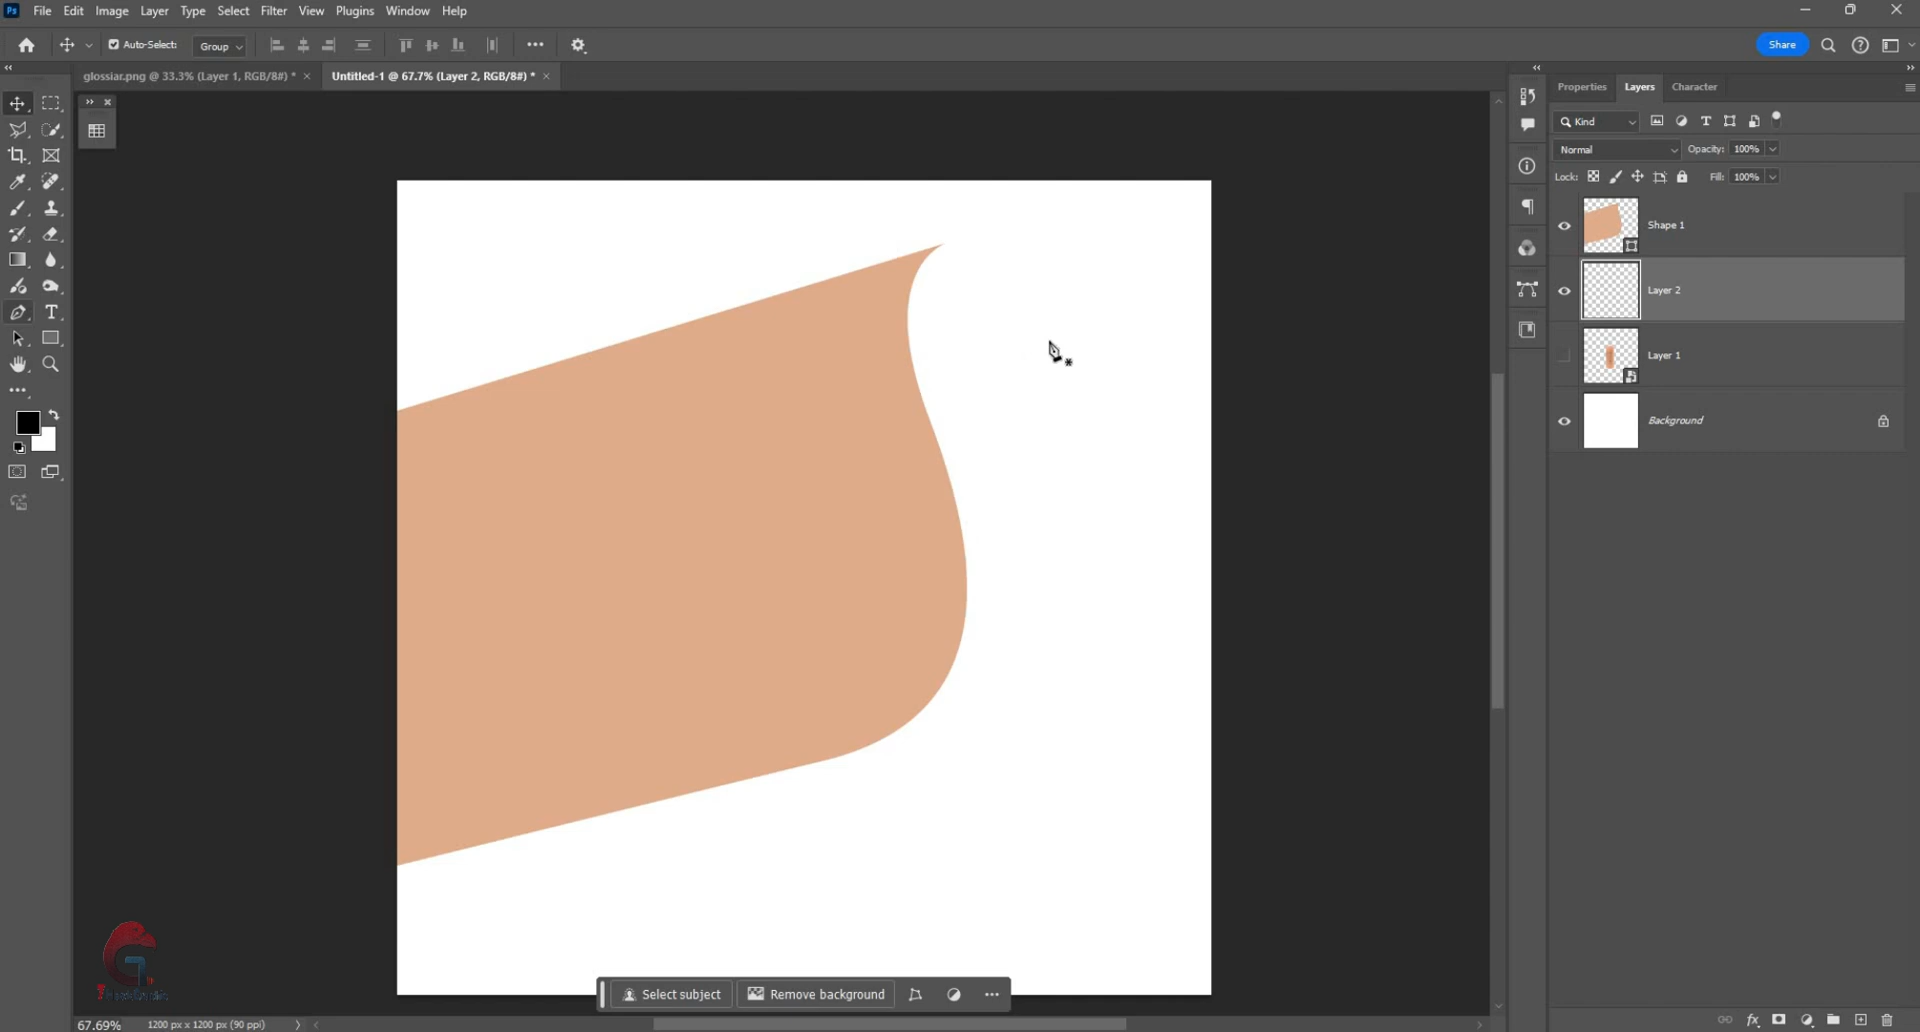 Ps File Edit Image Layer Type Select Filter View Plugins Window Help
Auto-Select: Group Share
glossiar.png @ 33.3% (Layer 1, RGB/8#) * × Untitled-1 @ 67.7% (Layer 2, RGB/8#) * ×
Properties Layers Character
Kind
Normal Opacity: 100%
Lock: Fill: 100%
Shape 1
Layer 2
Layer 1
Background
Select subject Remove background
67.69% 1200 px x 1200 px (90 ppi)